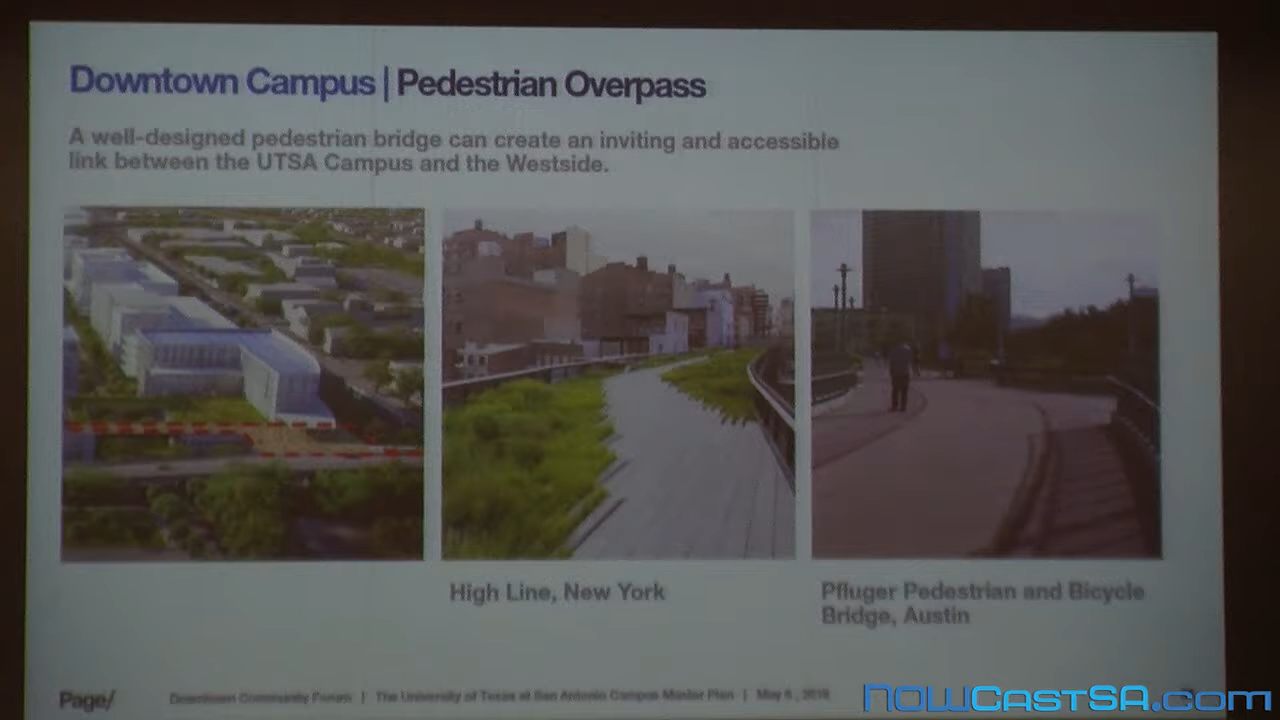 Downtown Campus | Pedestrian Overpass
A well-designed pedestrian bridge can create an inviting and accessible
link between the UTSA Campus and the Westside.
High Line, New York
Pfluger Pedestrian and Bicycle
Bridge, Austin
Page/
Downtown Community Forum | The University of Texas at San Antonio Campus Master Plan | May 6, 2019
NOWCastSA.com